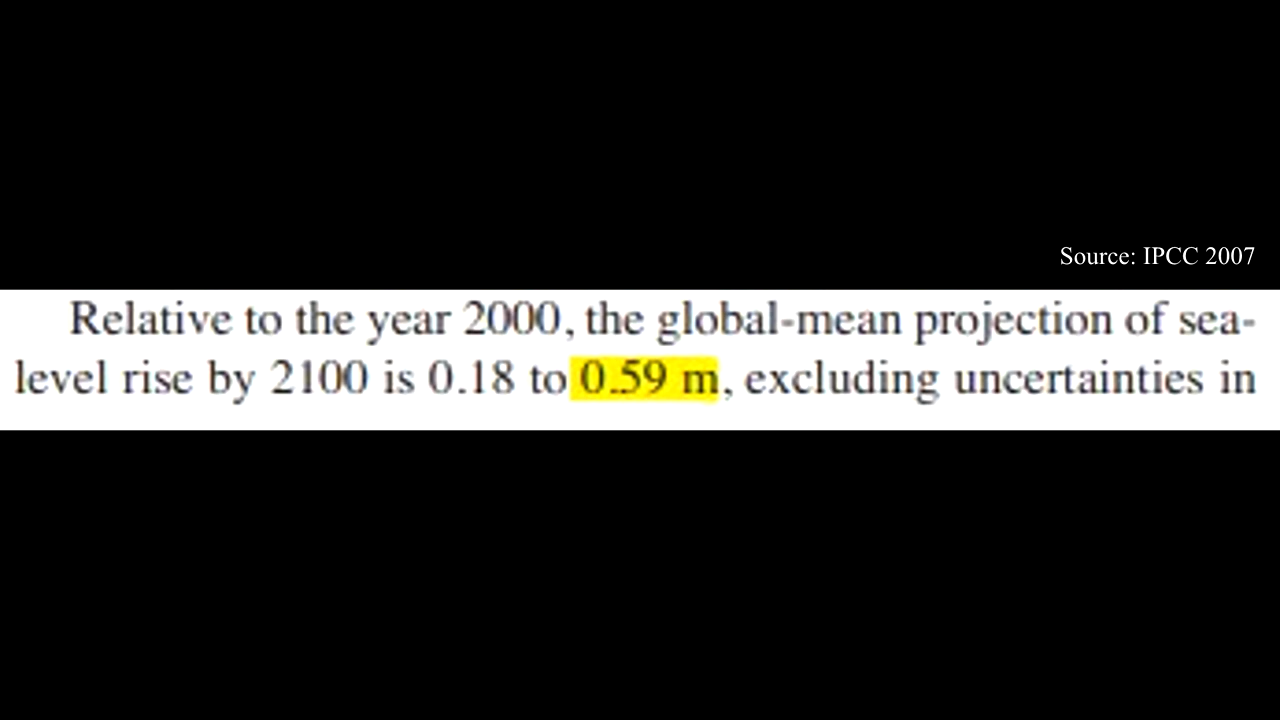 Source: IPCC 2007
Relative to the year 2000, the global-mean projection of sea-
level rise by 2100 is 0.18 to 0.59 m, excluding uncertainties in